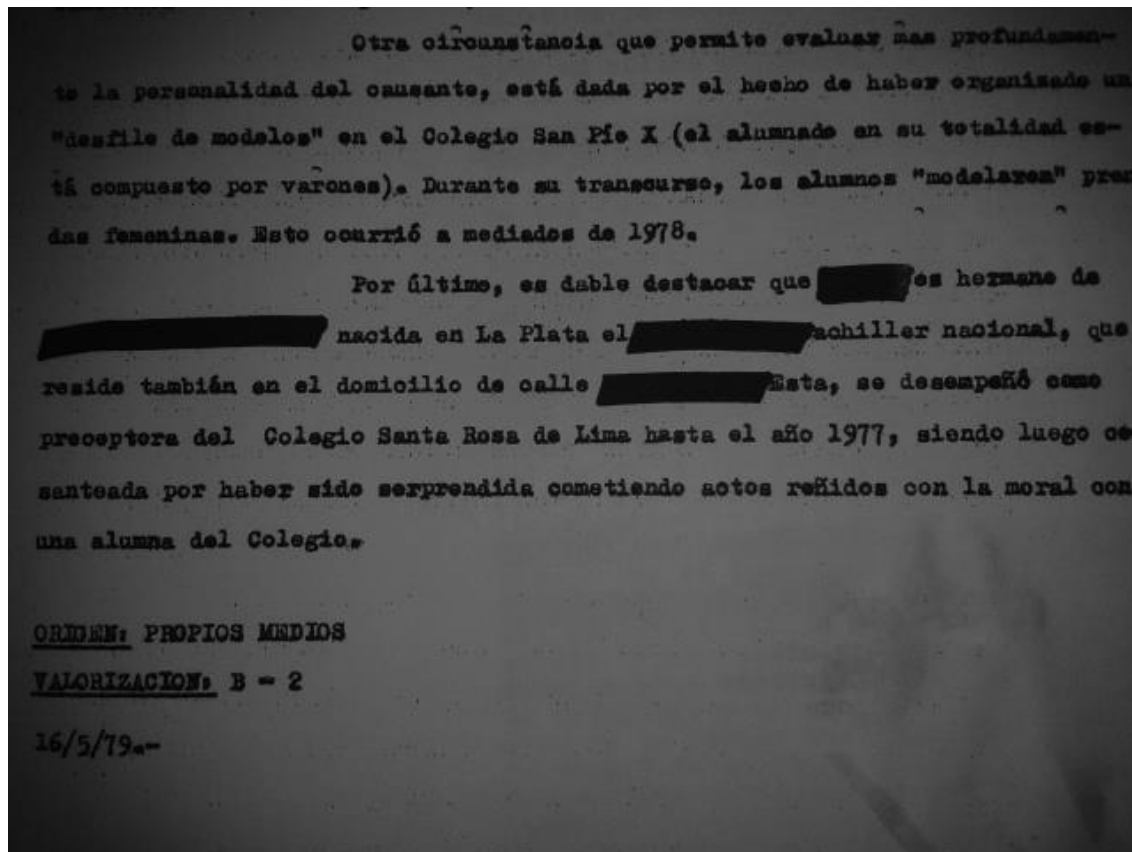 Otra circunstancia que permite evaluar mas profundamen-
te la personalidad del causante, está dada por el hecho de haber organizado un
"desfile de modelos" en el Colegio San Pío X (el alumnado en su totalidad es-
tá compuesto por varones). Durante su transcurso, los alumnos "modelaron" pren
das femeninas. Esto ocurrió a mediados de 1978.
Por último, es dable destacar que es hermano de
nacida en La Plata el achiller nacional, que
reside también en el domicilio de calle Esta, se desempeñó como
preceptora del Colegio Santa Rosa de Lima hasta el año 1977, siendo luego ce
santeada por haber sido sorprendida cometiendo actos reñidos con la moral con
una alumna del Colegio.
ORIGEN: PROPIOS MEDIOS
VALORIZACION: B - 2
16/5/79.-